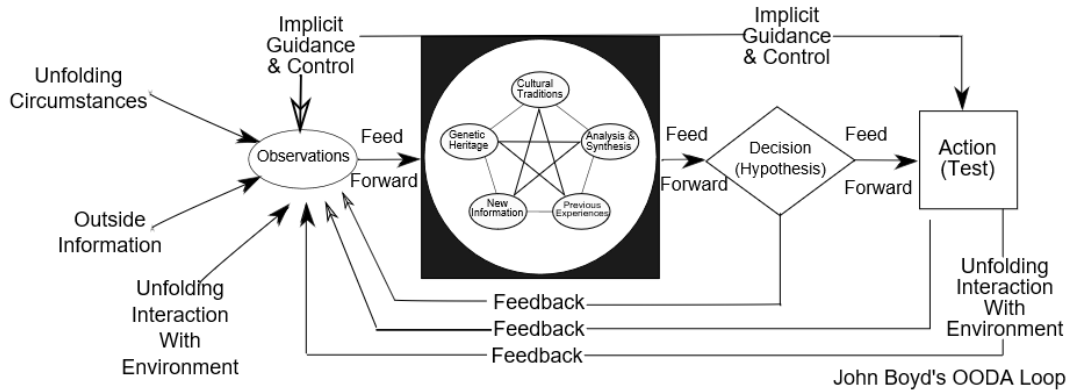 Implicit
Guidance
& Control
Implicit
Guidance
& Control
Unfolding
Circumstances
Observations
Feed
Forward
Cultural
Traditions
Genetic
Heritage
Analysis &
Synthesis
New
Information
Previous
Experiences
Feed
Forward
Decision
(Hypothesis)
Feed
Forward
Action
(Test)
Outside
Information
Unfolding
Interaction
With
Environment
Feedback
Feedback
Feedback
Unfolding
Interaction
With
Environment
John Boyd's OODA Loop